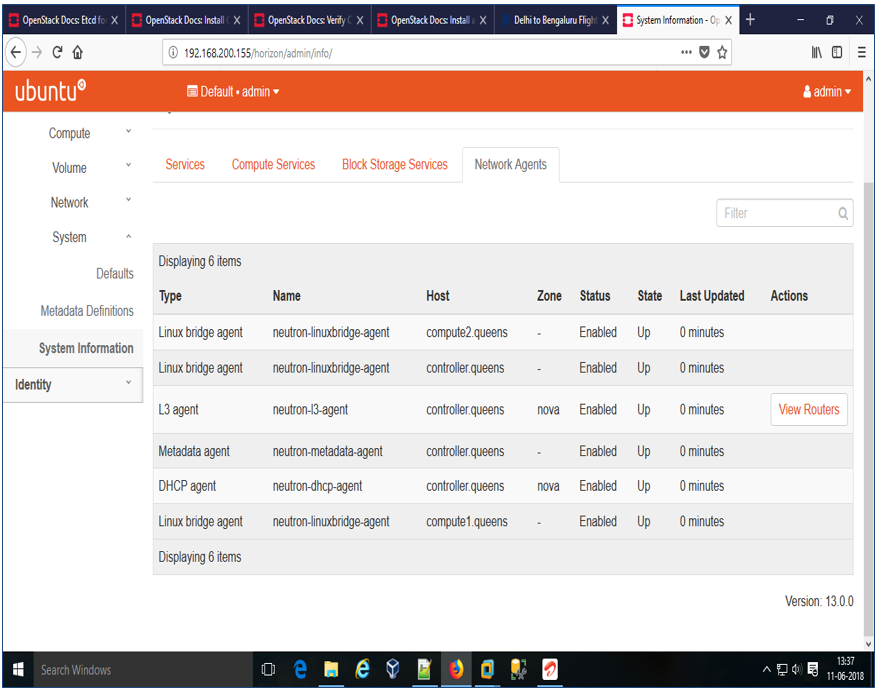 OpenStack Docs: Etcd fo
OpenStack Docs: Install
OpenStack Docs: Verify C
OpenStack Docs: Install a
Delhi to Bengaluru Flight
System Information - Op
192.168.200.155/horizon/admin/info/
ubuntu
Default • admin
admin
Compute
Volume
Network
System
Defaults
Metadata Definitions
System Information
Identity
Services Compute Services Block Storage Services Network Agents
Filter
Displaying 6 items
Type Name Host Zone Status State Last Updated Actions
Linux bridge agent neutron-linuxbridge-agent compute2.queens - Enabled Up 0 minutes
Linux bridge agent neutron-linuxbridge-agent controller.queens - Enabled Up 0 minutes
L3 agent neutron-l3-agent controller.queens nova Enabled Up 0 minutes View Routers
Metadata agent neutron-metadata-agent controller.queens - Enabled Up 0 minutes
DHCP agent neutron-dhcp-agent controller.queens nova Enabled Up 0 minutes
Linux bridge agent neutron-linuxbridge-agent compute1.queens - Enabled Up 0 minutes
Displaying 6 items
Version: 13.0.0
Search Windows
13:37
11-06-2018